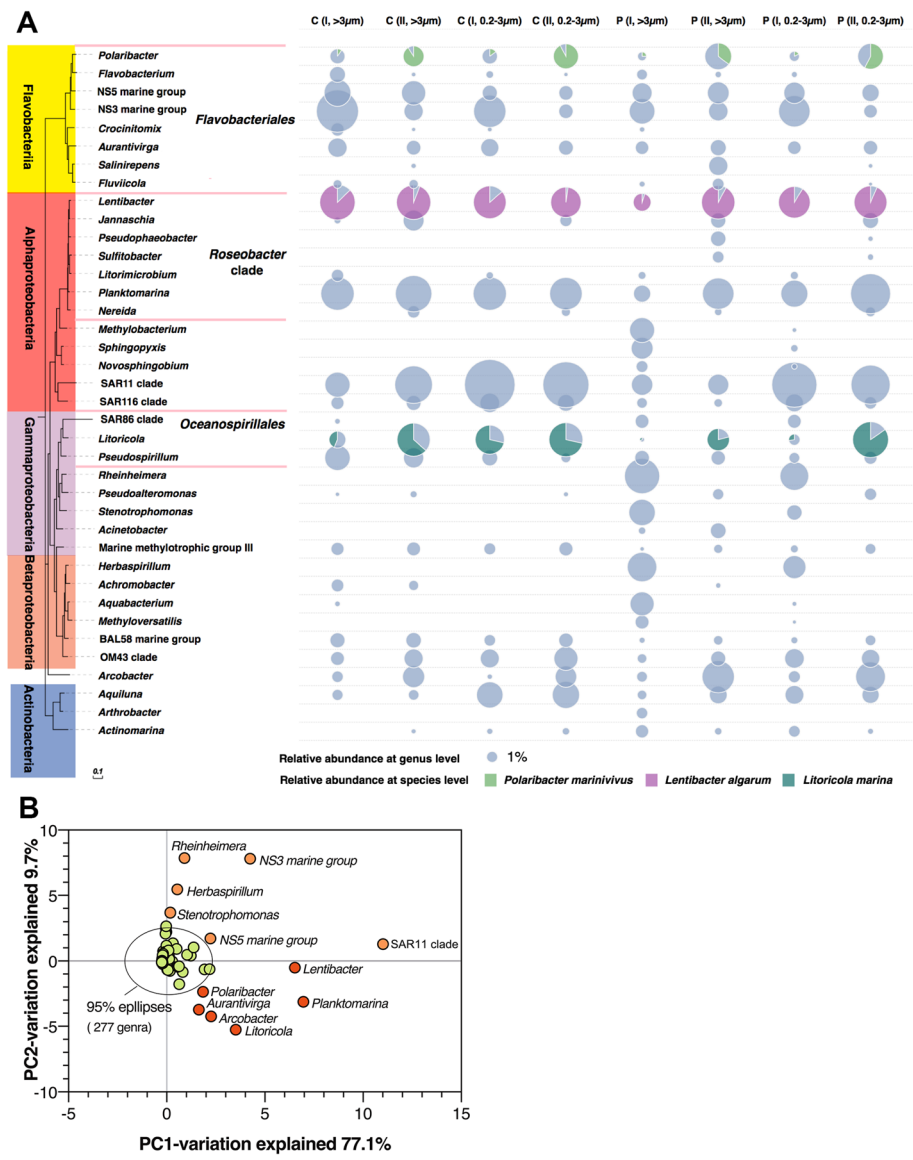 A
C (I, >3μm) C (II, >3μm) C (I, 0.2-3μm) C (II, 0.2-3μm) P (I, >3μm) P (II, >3μm) P (I, 0.2-3μm) P (II, 0.2-3μm)
Flavobacteriia
Polaribacter
Flavobacterium
NS5 marine group
NS3 marine group
Flavobacteriales
Crocinitomix
Aurantivirga
Salinirepens
Fluviicola
Alphaproteobacteria
Lentibacter
Jannaschia
Pseudophaeobacter
Roseobacter
clade
Sulfitobacter
Litorimicrobium
Planktomarina
Nereida
Methylobacterium
Sphingopyxis
Novosphingobium
SAR11 clade
SAR116 clade
Gammaproteobacteria
SAR86 clade
Oceanospirillales
Litoricola
Pseudospirillum
Rheinheimera
Pseudoalteromonas
Stenotrophomonas
Acinetobacter
Marine methylotrophic group III
Betaproteobacteria
Herbaspirillum
Achromobacter
Aquabacterium
Methyloversatilis
BAL58 marine group
OM43 clade
Arcobacter
Actinobacteria
Aquiluna
Arthrobacter
Actinomarina
0.1
Relative abundance at genus level 1%
Relative abundance at species level Polaribacter marinivivus Lentibacter algarum Litoricola marina
B
PC2-variation explained 9.7%
10
5
0
-5
-10
Rheinheimera
NS3 marine group
Herbaspirillum
Stenotrophomonas
NS5 marine group
SAR11 clade
Lentibacter
Polaribacter
Planktomarina
Aurantivirga
Arcobacter
Litoricola
95% epllipses
( 277 genra)
-5 0 5 10 15
PC1-variation explained 77.1%